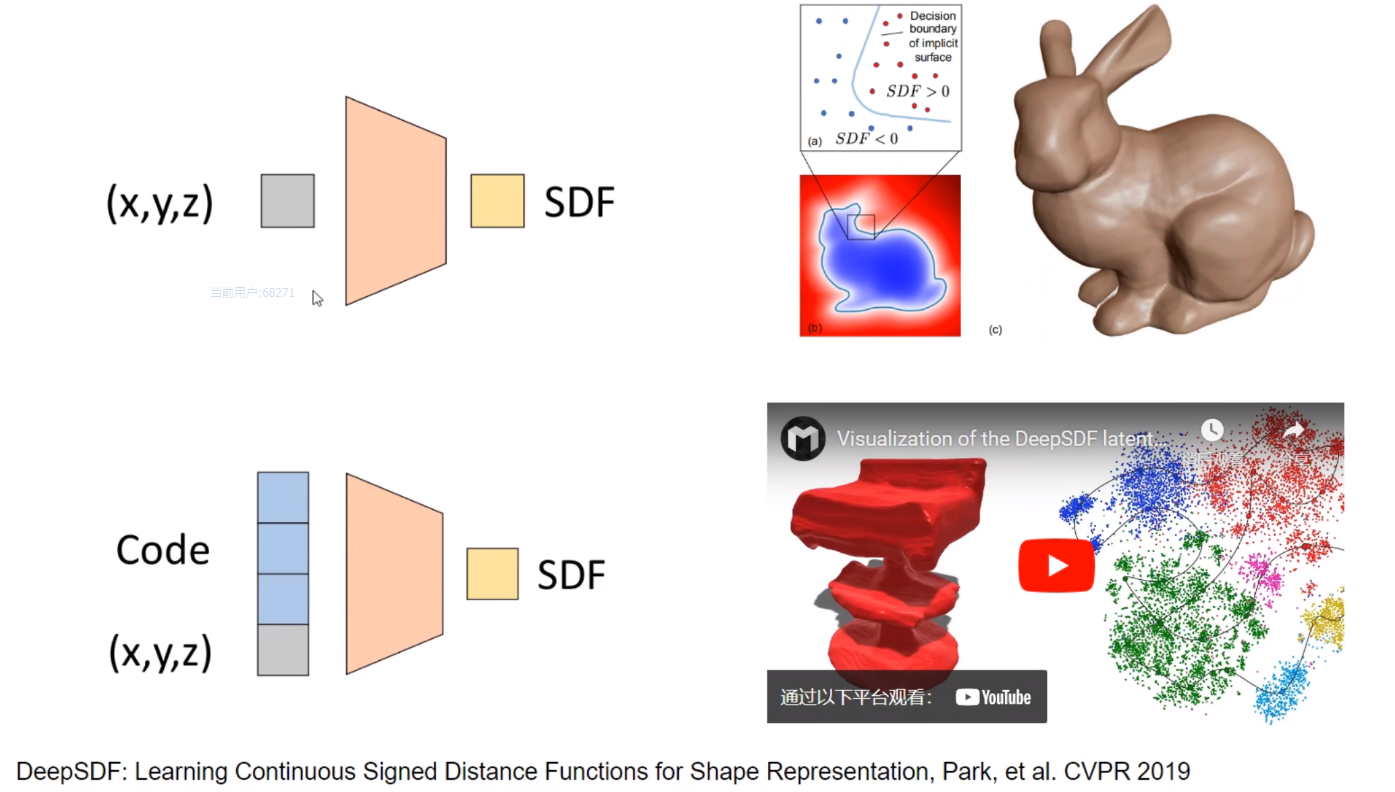 (x,y,z)
SDF
当前用户:68271
Decision
boundary
of implicit
surface
SDF > 0
(a) SDF < 0
(b)
(c)
Code
(x,y,z)
SDF
Visualization of the DeepSDF latent...
通过以下平台观看: YouTube
DeepSDF: Learning Continuous Signed Distance Functions for Shape Representation, Park, et al. CVPR 2019